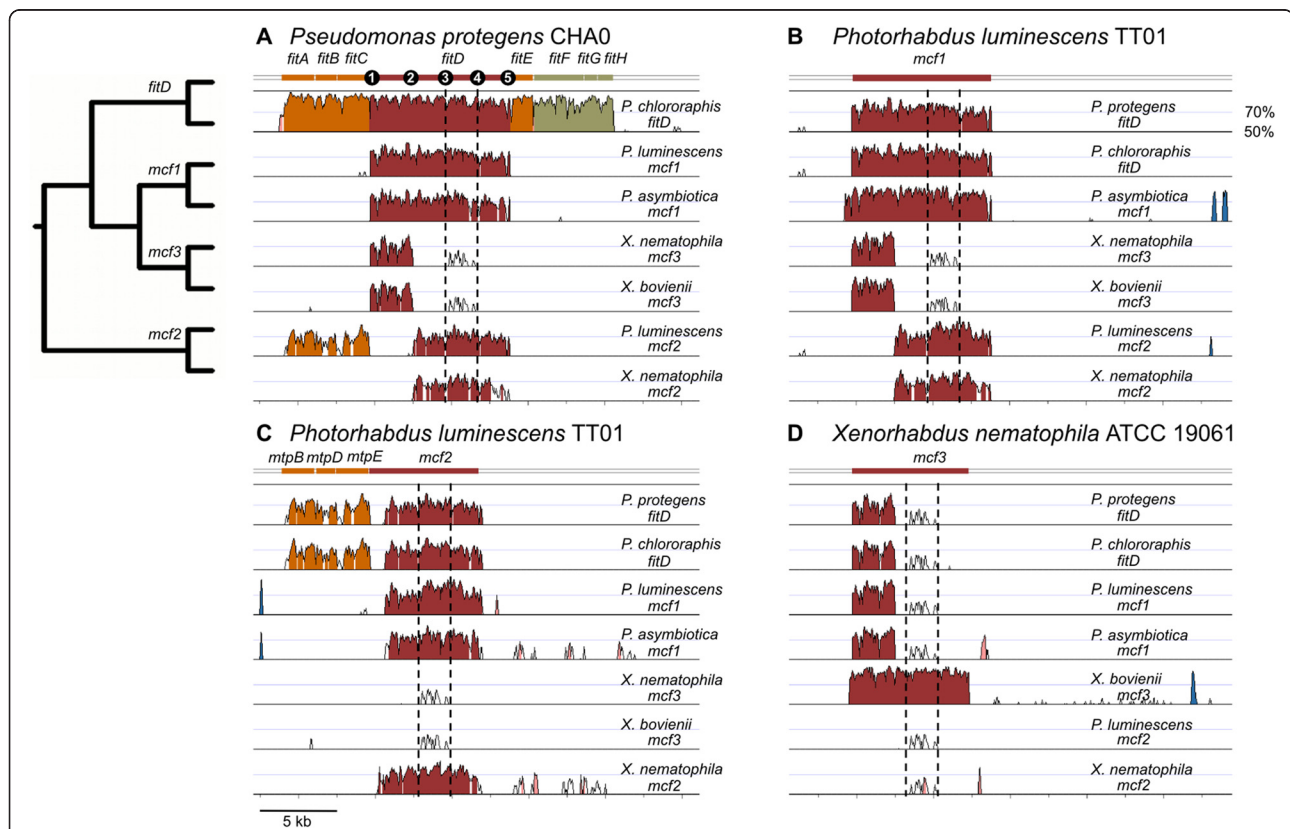 fitD
mcf1
mcf3
mcf2
A Pseudomonas protegens CHA0
fitA fitB fitC fitD fitE fitF fitG fitH
1 2 3 4 5
P. chlororaphis
fitD
P. luminescens
mcf1
P. asymbiotica
mcf1
X. nematophila
mcf3
X. bovienii
mcf3
P. luminescens
mcf2
X. nematophila
mcf2
B Photorhabdus luminescens TT01
mcf1
P. protegens
fitD
70%
50%
P. chlororaphis
fitD
P. asymbiotica
mcf1
X. nematophila
mcf3
X. bovienii
mcf3
P. luminescens
mcf2
X. nematophila
mcf2
C Photorhabdus luminescens TT01
mtpB mtpD mtpE mcf2
P. protegens
fitD
P. chlororaphis
fitD
P. luminescens
mcf1
P. asymbiotica
mcf1
X. nematophila
mcf3
X. bovienii
mcf3
X. nematophila
mcf2
5 kb
D Xenorhabdus nematophila ATCC 19061
mcf3
P. protegens
fitD
P. chlororaphis
fitD
P. luminescens
mcf1
P. asymbiotica
mcf1
X. bovienii
mcf3
P. luminescens
mcf2
X. nematophila
mcf2